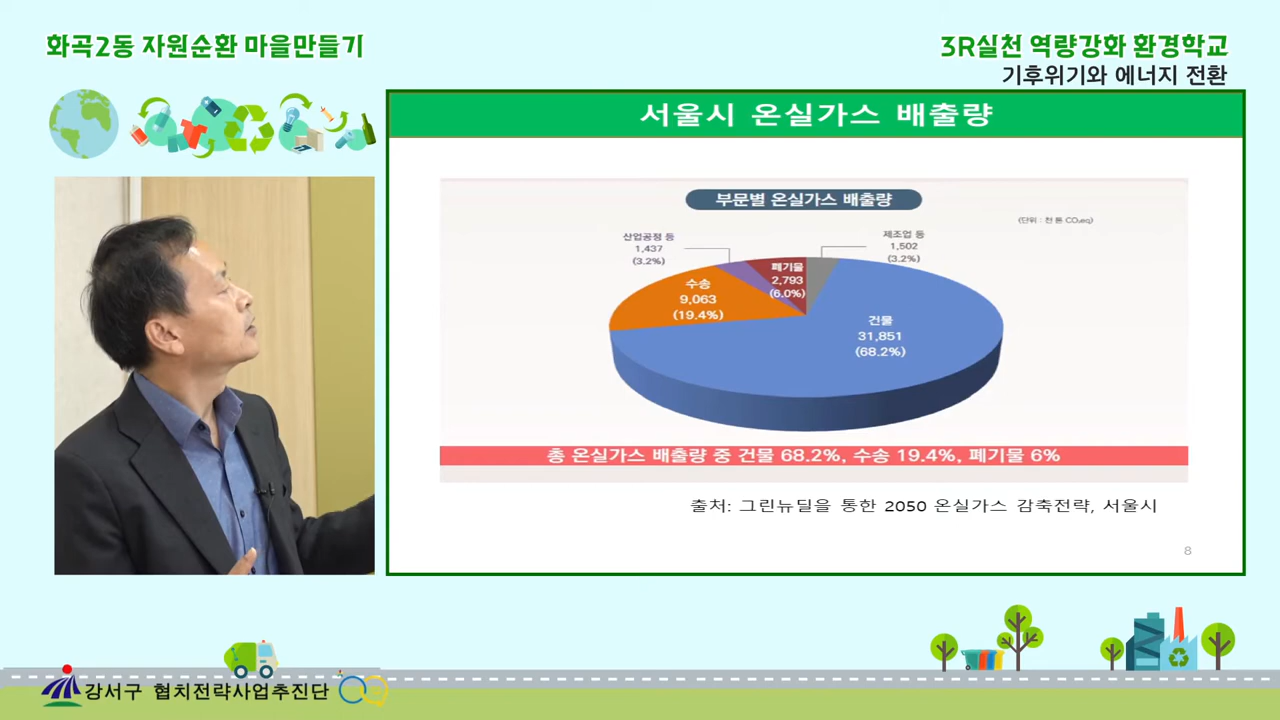 화곡2동 자원순환 마을만들기
3R실천 역량강화 환경학교
기후위기와 에너지 전환
서울시 온실가스 배출량
부문별 온실가스 배출량
(단위 : 천 톤 CO₂eq)
산업공정 등
1,437
(3.2%)
제조업 등
1,502
(3.2%)
폐기물
2,793
(6.0%)
수송
9,063
(19.4%)
건물
31,851
(68.2%)
총 온실가스 배출량 중 건물 68.2%, 수송 19.4%, 폐기물 6%
출처: 그린뉴딜을 통한 2050 온실가스 감축전략, 서울시
8
강서구 협치전략사업추진단